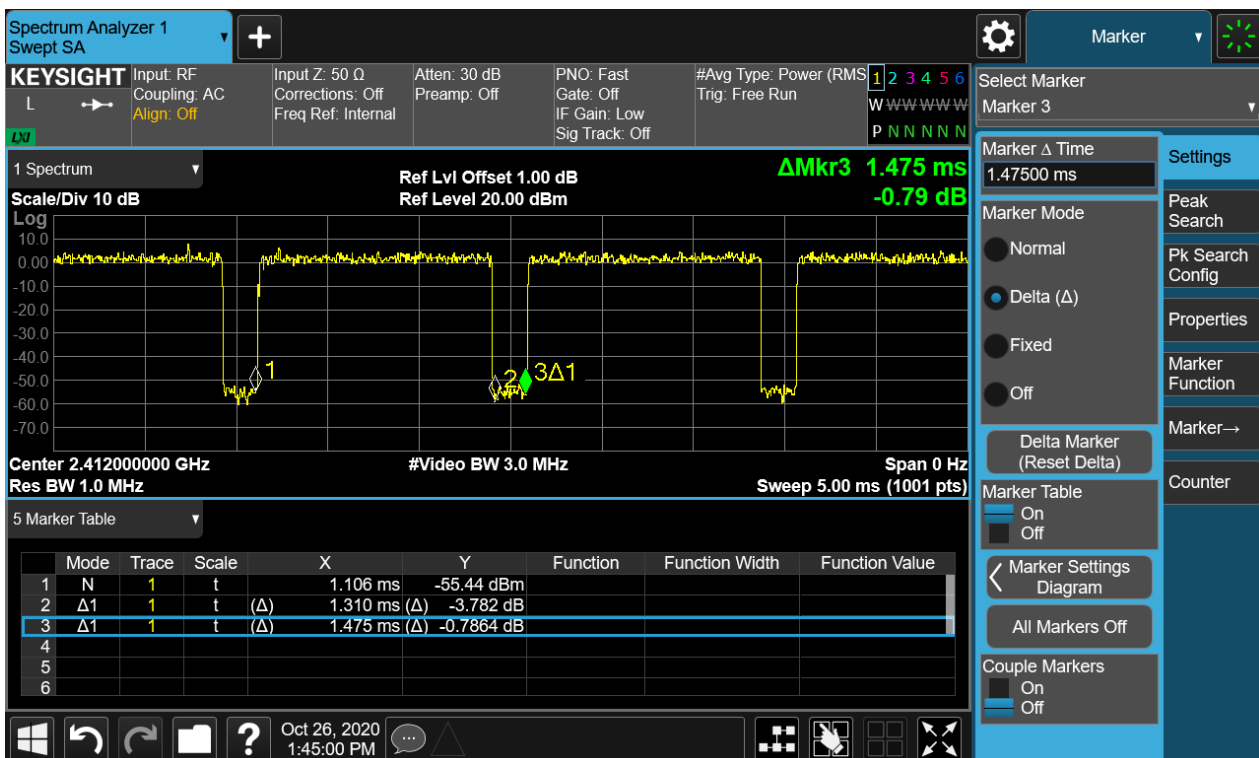 Spectrum Analyzer 1
Swept SA
Marker
KEYSIGHT
L
LXI
Input: RF
Coupling: AC
Align: Off
Input Z: 50 Ω
Corrections: Off
Freq Ref: Internal
Atten: 30 dB
Preamp: Off
PNO: Fast
Gate: Off
IF Gain: Low
Sig Track: Off
#Avg Type: Power (RMS
Trig: Free Run
1 2 3 4 5 6
W W W W W W
P N N N N N
Select Marker
Marker 3
1 Spectrum
Scale/Div 10 dB
Ref Lvl Offset 1.00 dB
Ref Level 20.00 dBm
ΔMkr3 1.475 ms
-0.79 dB
Log
10.0
0.00
-10.0
-20.0
-30.0
-40.0
-50.0
-60.0
-70.0
1
2
3Δ1
Center 2.412000000 GHz
#Video BW 3.0 MHz
Span 0 Hz
Res BW 1.0 MHz
Sweep 5.00 ms (1001 pts)
5 Marker Table
Mode Trace Scale X Y Function Function Width Function Value
1 N 1 t 1.106 ms -55.44 dBm
2 Δ1 1 t (Δ) 1.310 ms (Δ) -3.782 dB
3 Δ1 1 t (Δ) 1.475 ms (Δ) -0.7864 dB
4
5
6
Marker Δ Time
1.47500 ms
Marker Mode
Normal
Delta (Δ)
Fixed
Off
Delta Marker
(Reset Delta)
Marker Table
On
Off
Marker Settings
Diagram
All Markers Off
Couple Markers
On
Off
Settings
Peak
Search
Pk Search
Config
Properties
Marker
Function
Marker→
Counter
?
Oct 26, 2020
1:45:00 PM